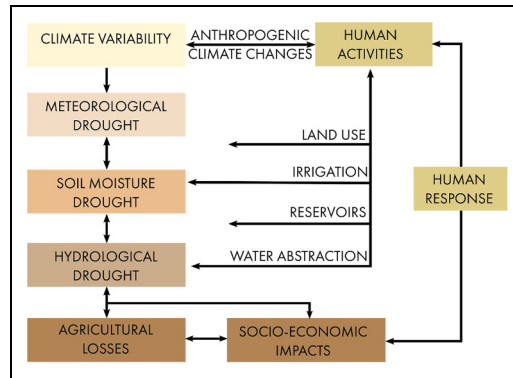 CLIMATE VARIABILITY
ANTHROPOGENIC
CLIMATE CHANGES
HUMAN
ACTIVITIES
METEOROLOGICAL
DROUGHT
LAND USE
SOIL MOISTURE
DROUGHT
IRRIGATION
HUMAN
RESPONSE
RESERVOIRS
HYDROLOGICAL
DROUGHT
WATER ABSTRACTION
AGRICULTURAL
LOSSES
SOCIO-ECONOMIC
IMPACTS